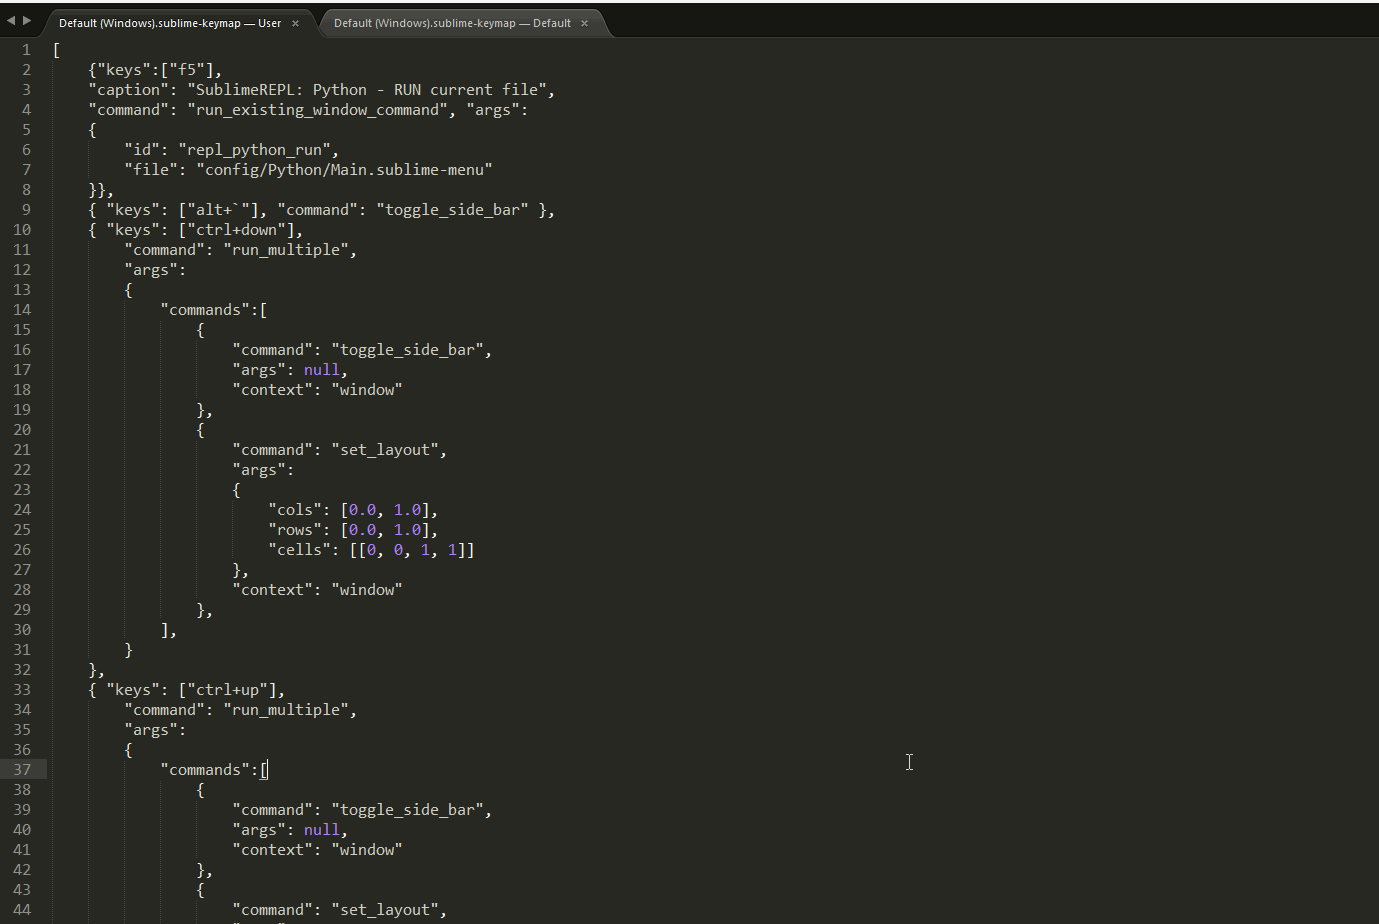 Default (Windows).sublime-keymap — User × Default (Windows).sublime-keymap — Default ×
1 [
2 {"keys":["f5"],
3 "caption": "SublimeREPL: Python - RUN current file",
4 "command": "run_existing_window_command", "args":
5 {
6 "id": "repl_python_run",
7 "file": "config/Python/Main.sublime-menu"
8 }},
9 { "keys": ["alt+`"], "command": "toggle_side_bar" },
10 { "keys": ["ctrl+down"],
11 "command": "run_multiple",
12 "args":
13 {
14 "commands":[
15 {
16 "command": "toggle_side_bar",
17 "args": null,
18 "context": "window"
19 },
20 {
21 "command": "set_layout",
22 "args":
23 {
24 "cols": [0.0, 1.0],
25 "rows": [0.0, 1.0],
26 "cells": [[0, 0, 1, 1]]
27 },
28 "context": "window"
29 },
30 ],
31 }
32 },
33 { "keys": ["ctrl+up"],
34 "command": "run_multiple",
35 "args":
36 {
37 "commands":[
38 {
39 "command": "toggle_side_bar",
40 "args": null,
41 "context": "window"
42 },
43 {
44 "command": "set_layout",